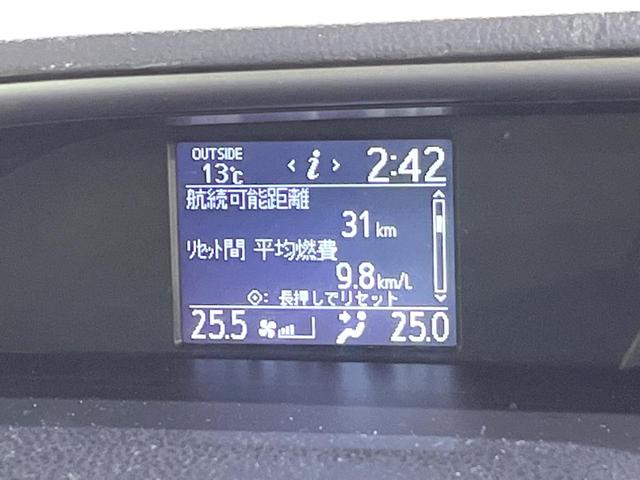 OUTSIDE
13℃ ‹ i › 2:42
航続可能距離
31 km
リセット間 平均燃費
9.8 km/L
◇: 長押しでリセット
25.5 25.0